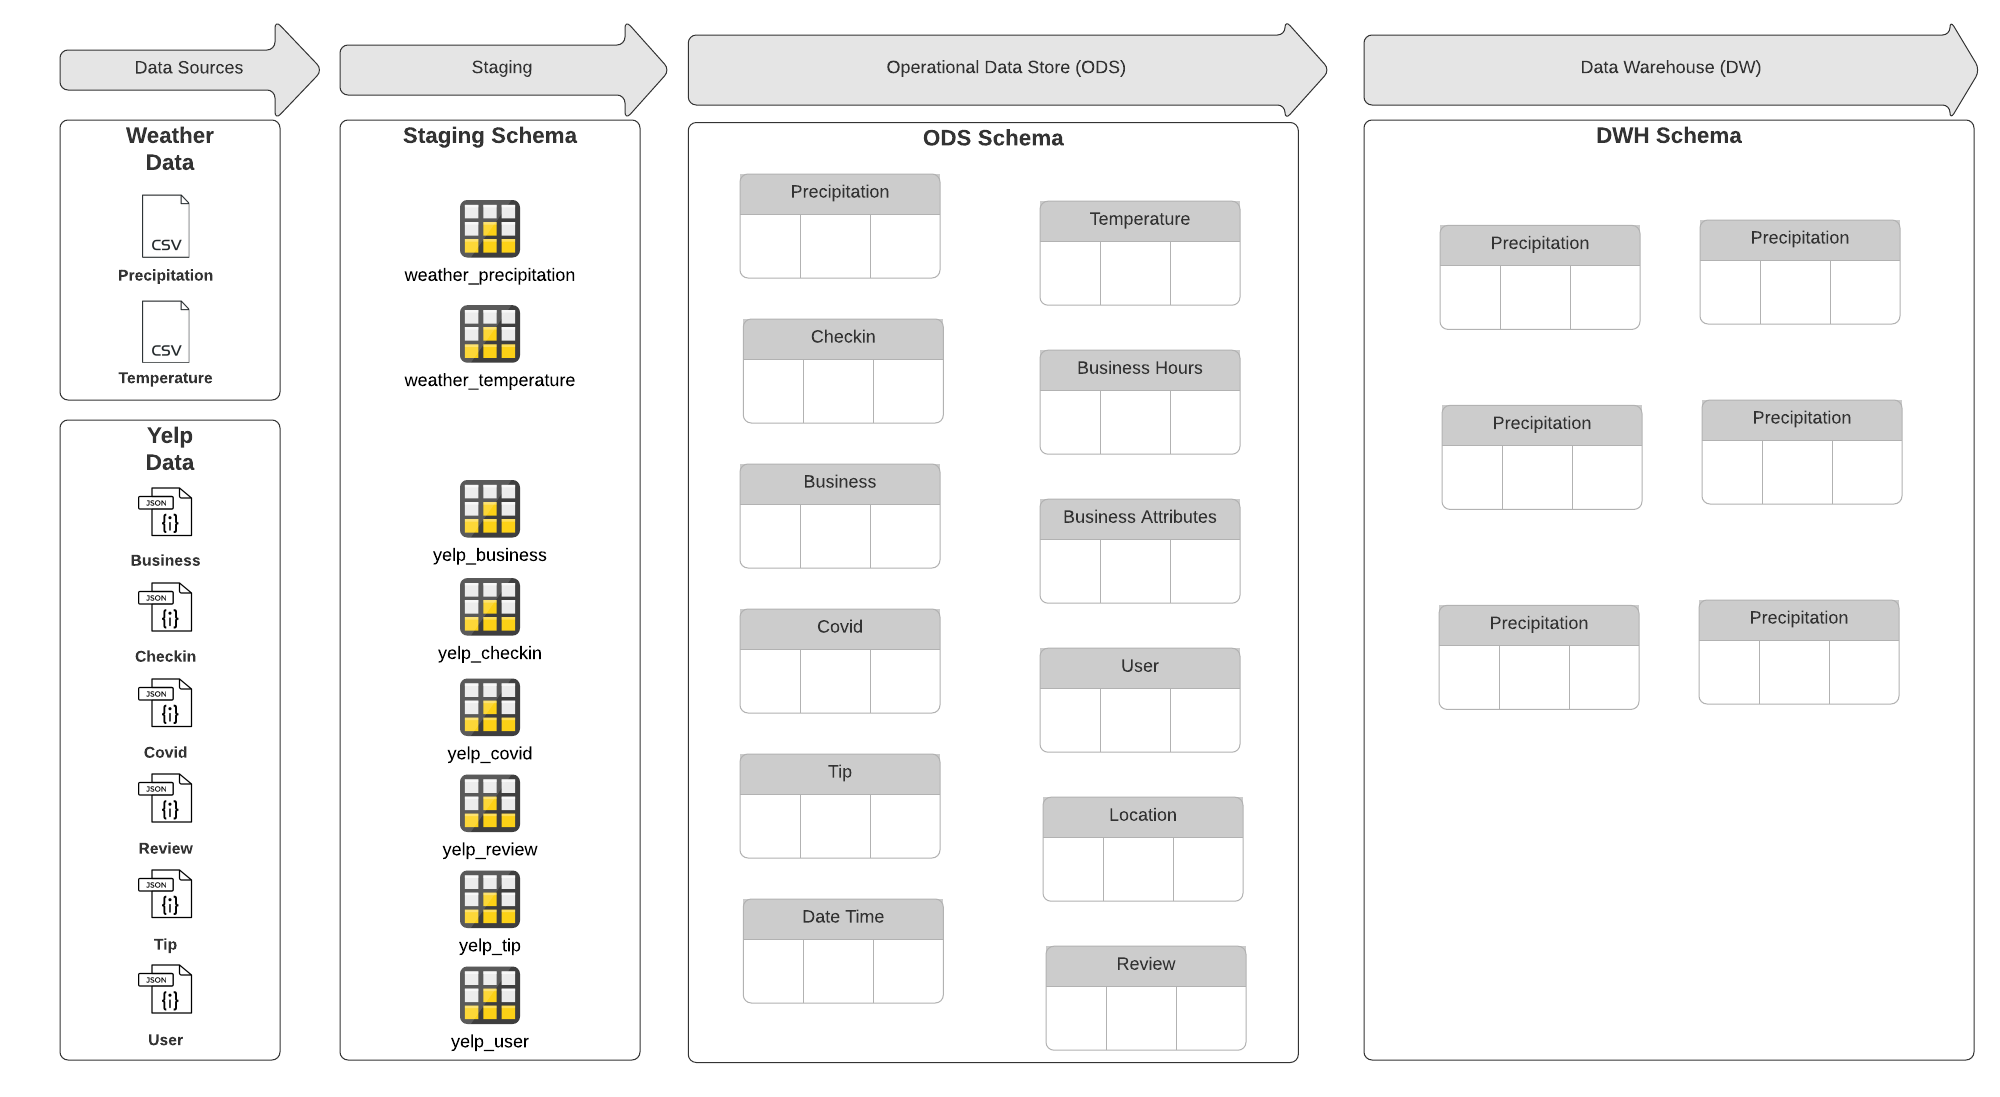 Data Sources
Staging
Operational Data Store (ODS)
Data Warehouse (DW)
Weather
Data
CSV
Precipitation
CSV
Temperature
Yelp
Data
JSON
{i}
Business
JSON
{i}
Checkin
JSON
{i}
Covid
JSON
{i}
Review
JSON
{i}
Tip
JSON
{i}
User
Staging Schema
weather_precipitation
weather_temperature
yelp_business
yelp_checkin
yelp_covid
yelp_review
yelp_tip
yelp_user
ODS Schema
Precipitation
Temperature
Checkin
Business Hours
Business
Business Attributes
Covid
User
Tip
Location
Date Time
Review
DWH Schema
Precipitation
Precipitation
Precipitation
Precipitation
Precipitation
Precipitation